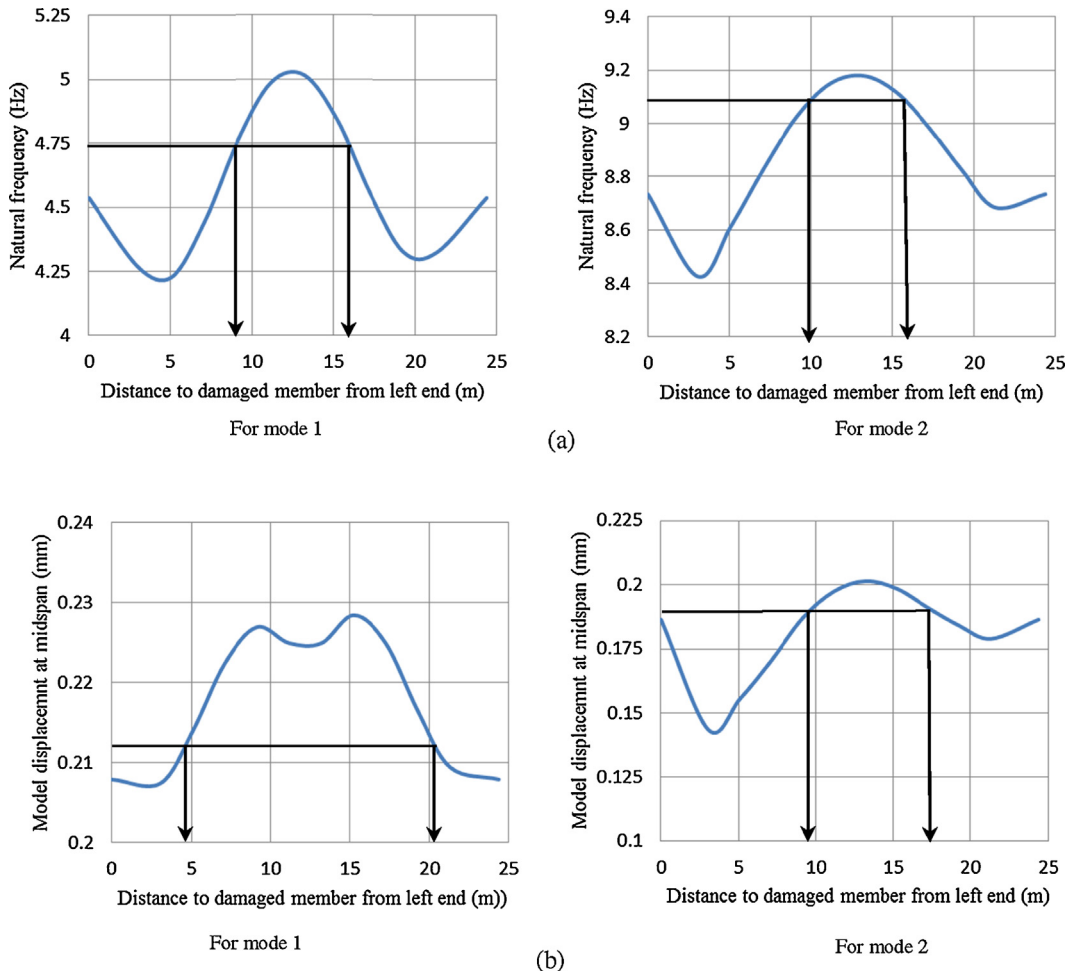 5.25
5
4.75
4.5
4.25
4
Natural frequency (Hz)
0 5 10 15 20 25
Distance to damaged member from left end (m)
For mode 1
9.4
9.2
9
8.8
8.6
8.4
8.2
Natural frequency (Hz)
0 5 10 15 20 25
Distance to damaged member from left end (m)
For mode 2
(a)
0.24
0.23
0.22
0.21
0.2
Model displacemnt at midspan (mm)
0 5 10 15 20 25
Distance to damaged member from left end (m))
For mode 1
0.225
0.2
0.175
0.15
0.125
0.1
Model displacemnt at midspan (mm)
0 5 10 15 20 25
Distance to damaged member from left end (m)
For mode 2
(b)